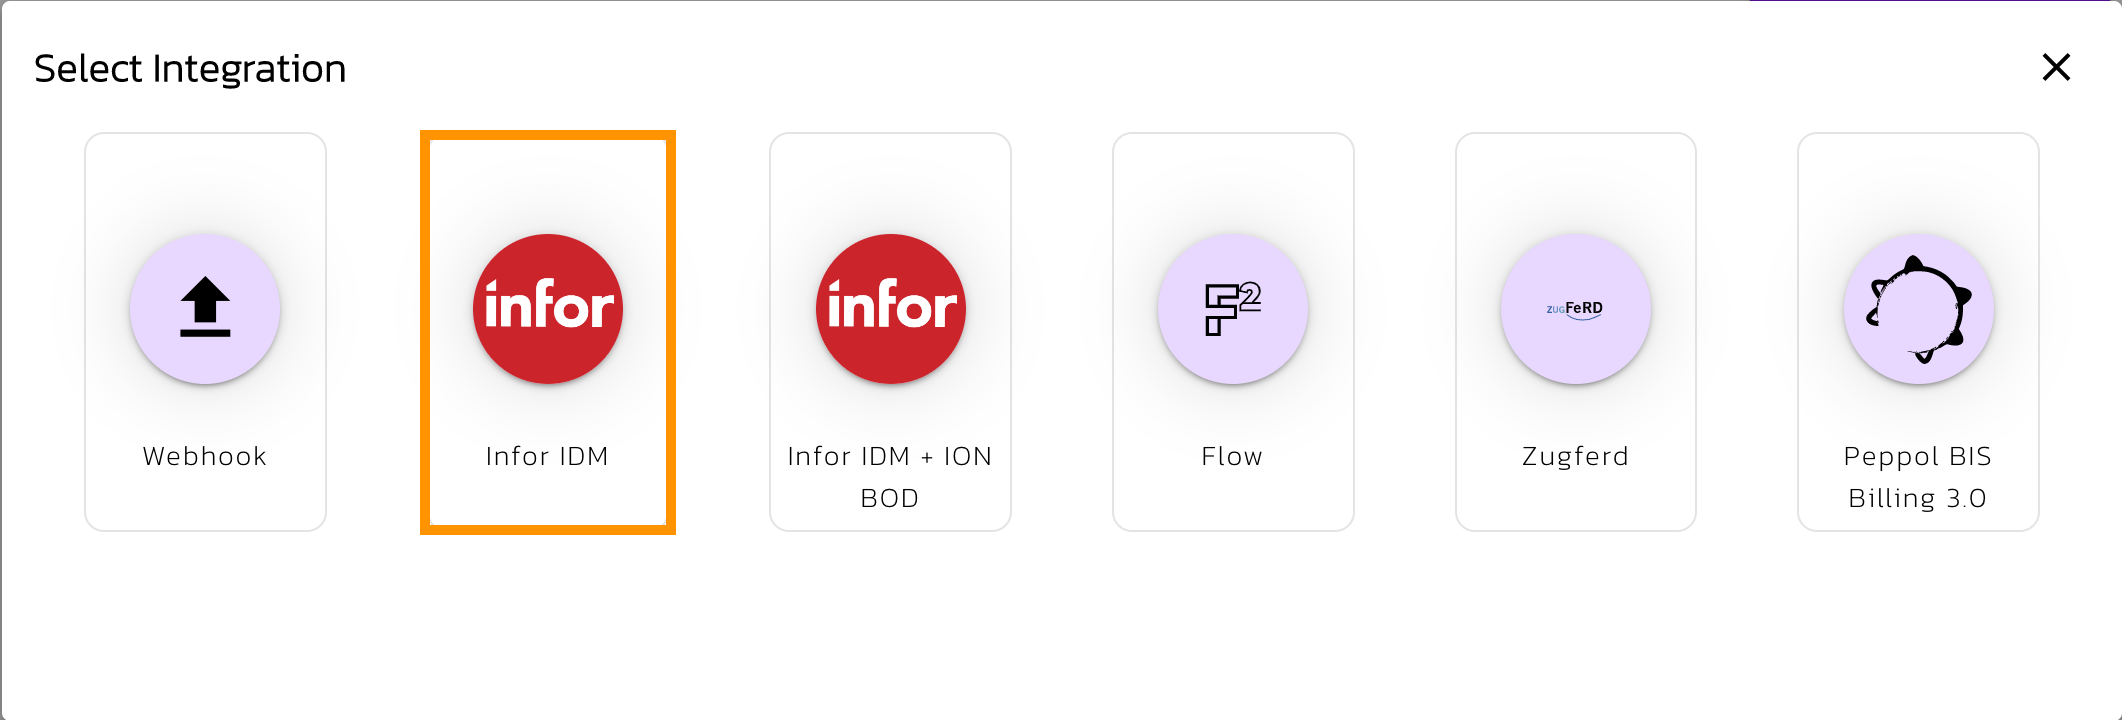 Select Integration
infor
infor
F2
ZUGFeRD
Webhook
Infor IDM
Infor IDM + ION
BOD
Flow
Zugferd
Peppol BIS
Billing 3.0